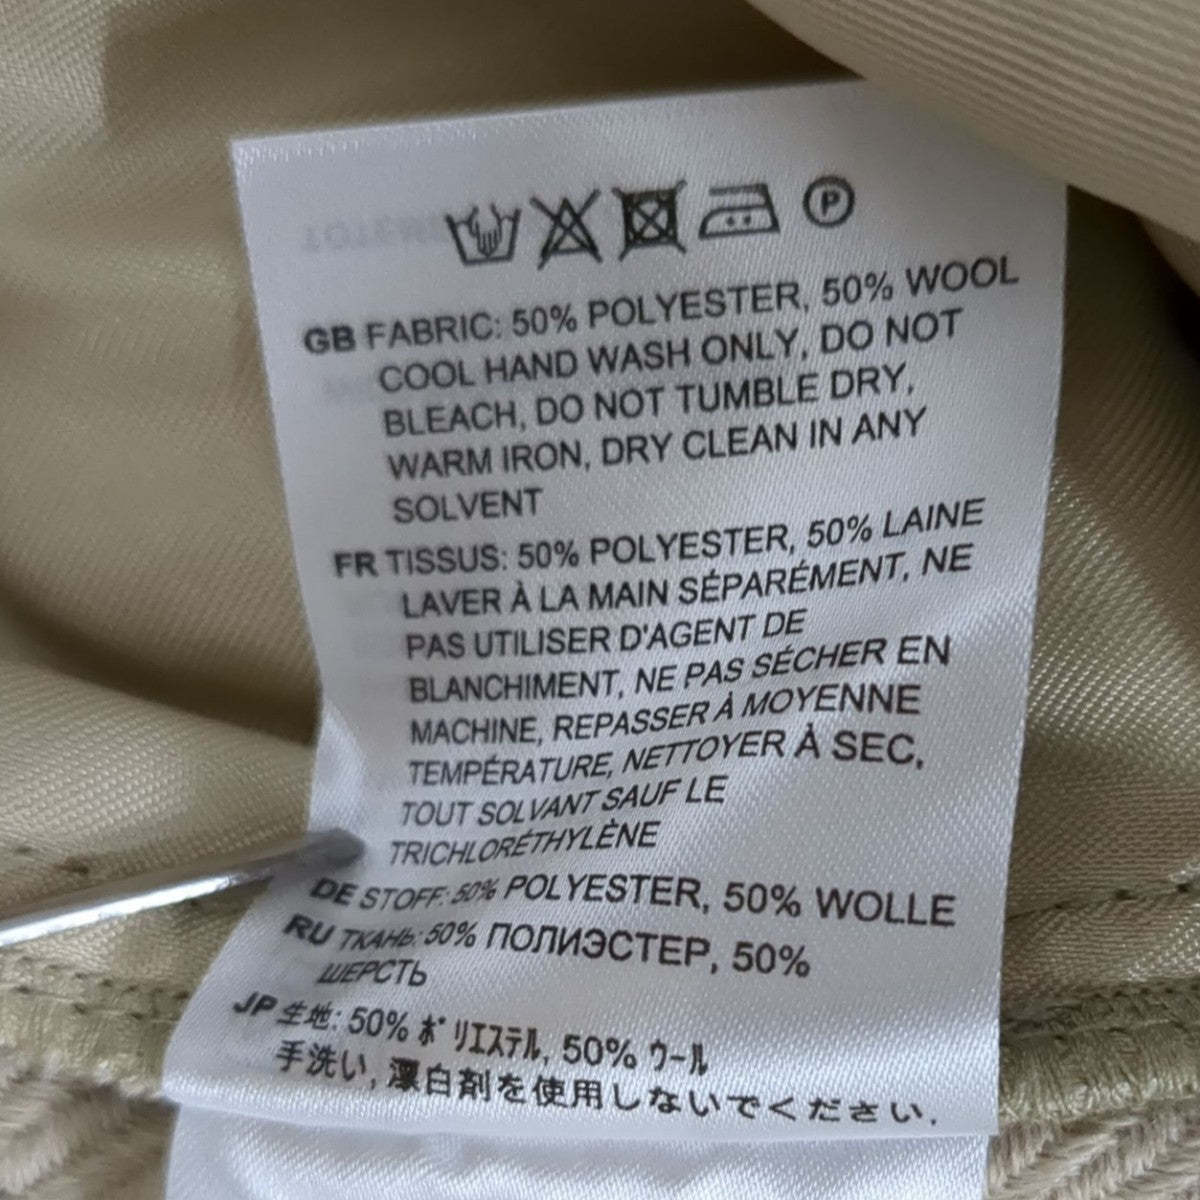 P
GB FABRIC: 50% POLYESTER, 50% WOOL
COOL HAND WASH ONLY, DO NOT
BLEACH, DO NOT TUMBLE DRY,
WARM IRON, DRY CLEAN IN ANY
SOLVENT
FR TISSUS: 50% POLYESTER, 50% LAINE
LAVER À LA MAIN SÉPARÉMENT, NE
PAS UTILISER D'AGENT DE
BLANCHIMENT, NE PAS SÉCHER EN
MACHINE, REPASSER À MOYENNE
TEMPÉRATURE, NETTOYER À SEC,
TOUT SOLVANT SAUF LE
TRICHLORÉTHYLÈNE
DE STOFF: 50% POLYESTER, 50% WOLLE
RU ТКАНЬ: 50% ПОЛИЭСТЕР, 50%
ШЕРСТЬ
JP 生地: 50% ポリエステル, 50% ウール
手洗い,漂白剤を使用しないでください.